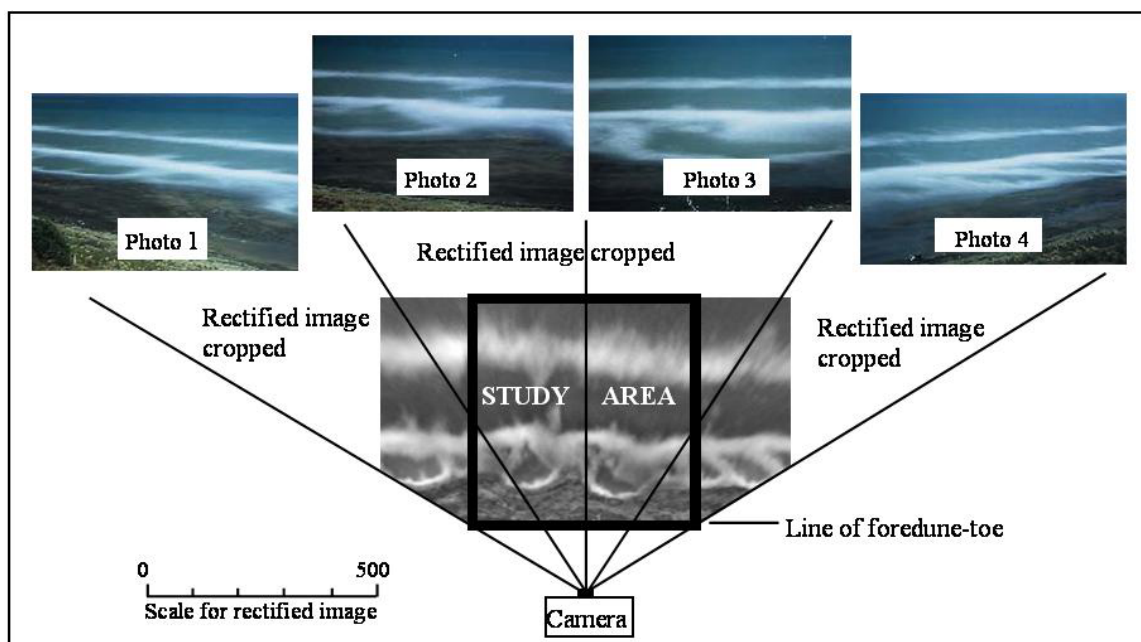 Photo 1
Photo 2
Photo 3
Photo 4
Rectified image cropped
Rectified image
cropped
Rectified image
cropped
STUDY AREA
Line of foredune-toe
0 500
Scale for rectified image
Camera